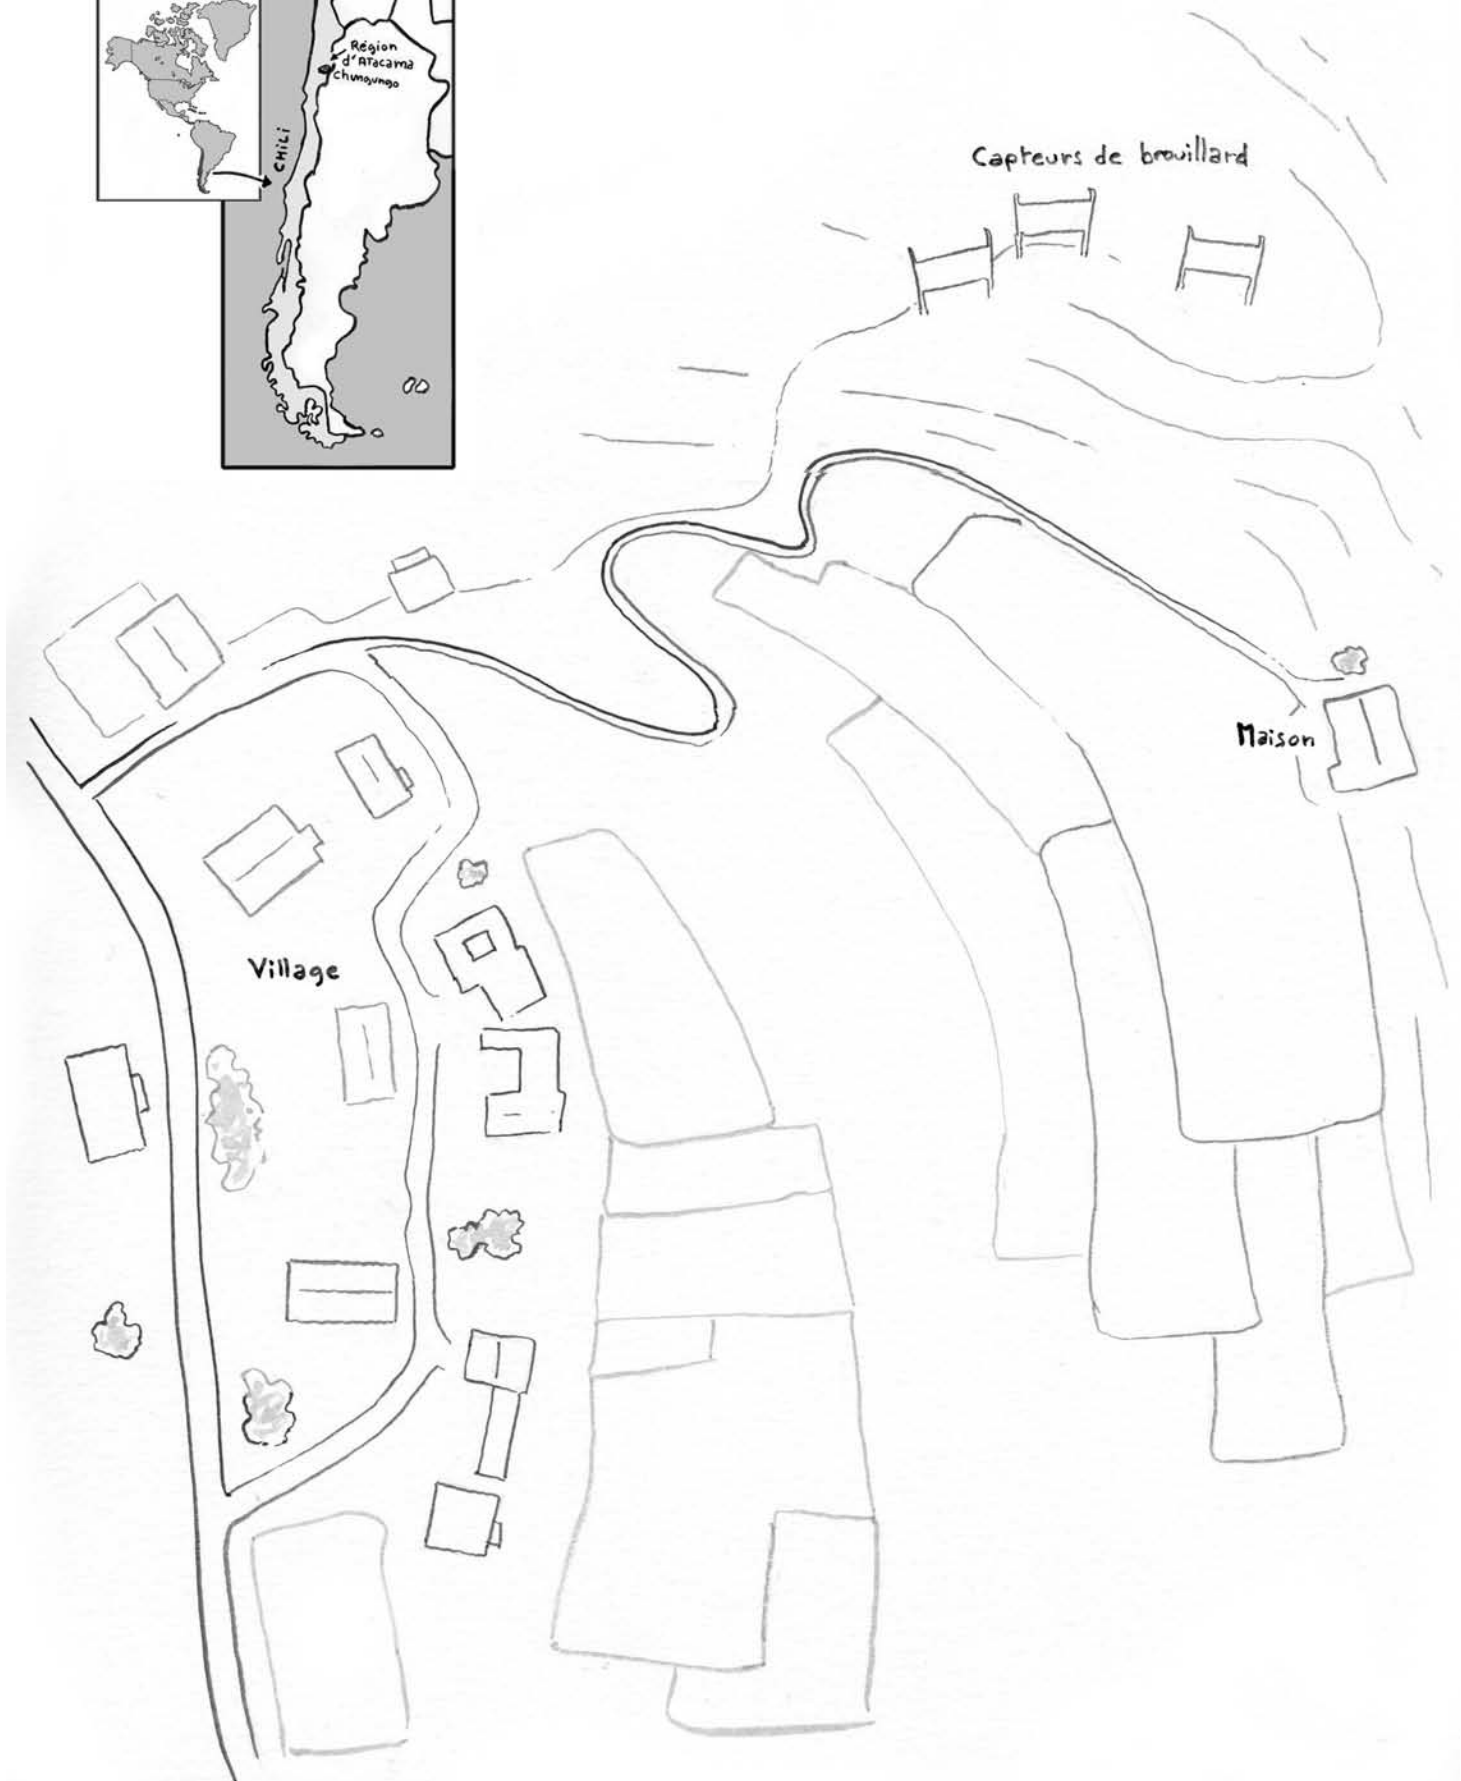 Région
d'Atacama
Chungungo
CHiLi
Capteurs de brouillard
Maison
Village